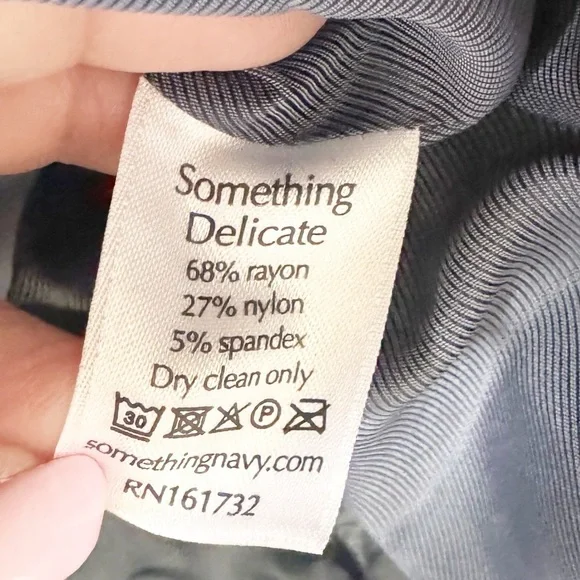 Something
Delicate
68% rayon
27% nylon
5% spandex
Dry clean only
30 P
somethingnavy.com
RN161732